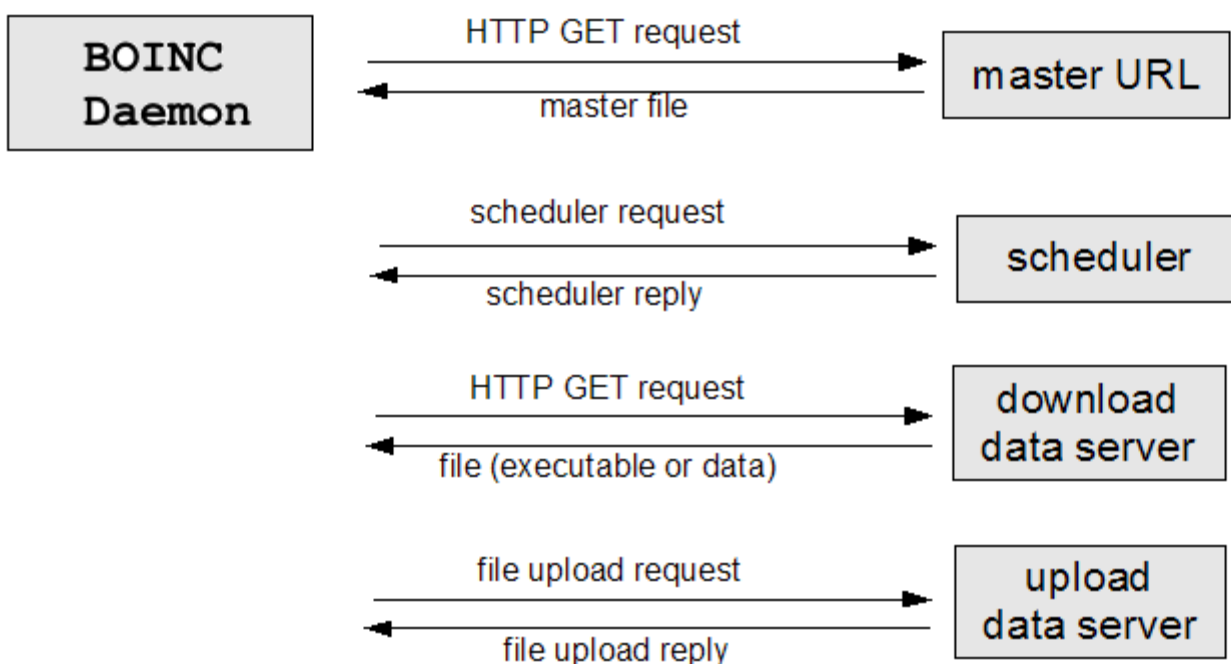 BOINC
Daemon
HTTP GET request
master file
master URL
scheduler request
scheduler reply
scheduler
HTTP GET request
file (executable or data)
download
data server
file upload request
file upload reply
upload
data server